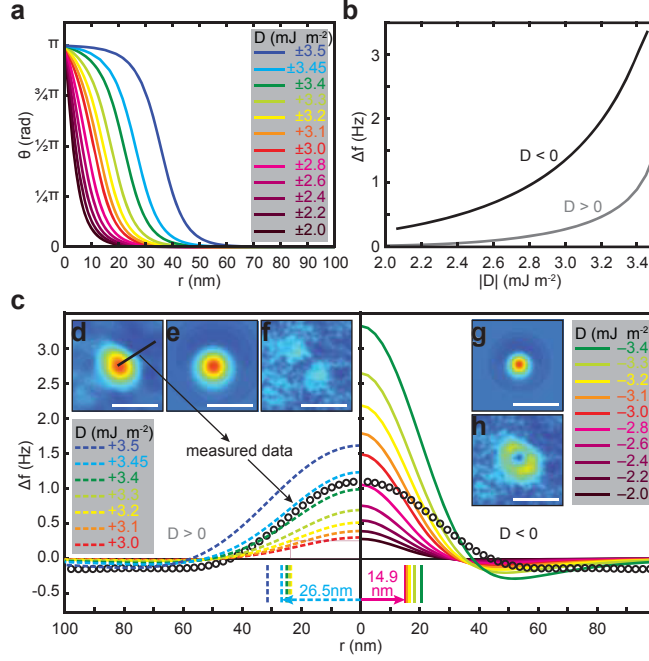 a
D (mJ m⁻²)
±3.5
±3.45
±3.4
±3.3
±3.2
+3.1
±3.0
±2.8
±2.6
±2.4
±2.2
±2.0
π
¾π
½π
¼π
0
θ (rad)
0 10 20 30 40 50 60 70 80 90 100
r (nm)
b
3
2
1
0
Δf (Hz)
D < 0
D > 0
2.0 2.2 2.4 2.6 2.8 3.0 3.2 3.4
|D| (mJ m⁻²)
c
d
e
f
g
h
3.0
2.5
2.0
1.5
1.0
0.5
0.0
-0.5
Δf (Hz)
D (mJ m⁻²)
+3.5
+3.45
+3.4
+3.3
+3.2
+3.1
+3.0
measured data
D > 0
D < 0
D (mJ m⁻²)
−3.4
−3.3
−3.2
−3.1
−3.0
−2.8
−2.6
−2.4
−2.2
−2.0
26.5nm
14.9
nm
100 80 60 40 20 0 20 40 60 80
r (nm)